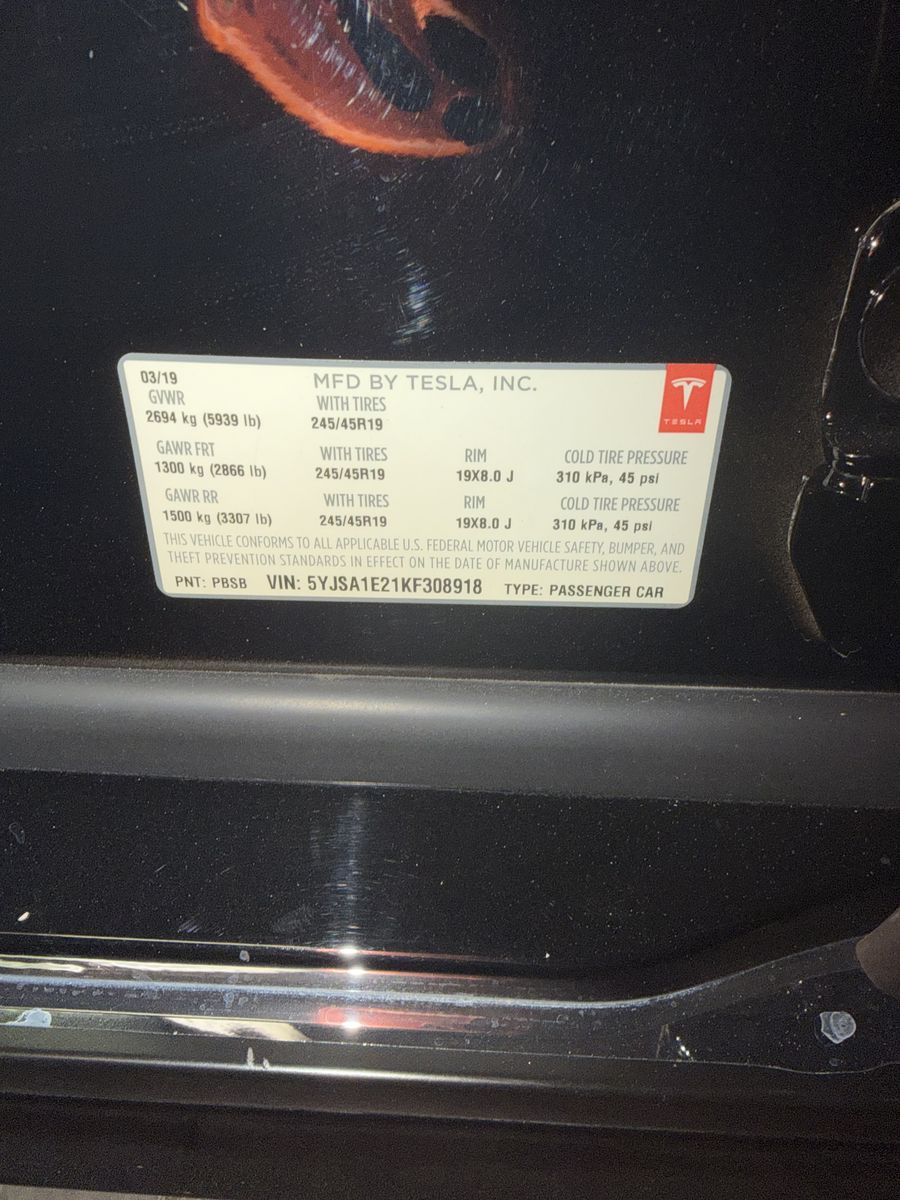 03/19 MFD BY TESLA, INC.
GVWR WITH TIRES
2694 kg (5939 lb) 245/45R19
TESLA
GAWR FRT WITH TIRES RIM COLD TIRE PRESSURE
1300 kg (2866 lb) 245/45R19 19X8.0 J 310 kPa, 45 psi
GAWR RR WITH TIRES RIM COLD TIRE PRESSURE
1500 kg (3307 lb) 245/45R19 19X8.0 J 310 kPa, 45 psi
THIS VEHICLE CONFORMS TO ALL APPLICABLE U.S. FEDERAL MOTOR VEHICLE SAFETY, BUMPER, AND
THEFT PREVENTION STANDARDS IN EFFECT ON THE DATE OF MANUFACTURE SHOWN ABOVE.
PNT: PBSB VIN: 5YJSA1E21KF308918 TYPE: PASSENGER CAR